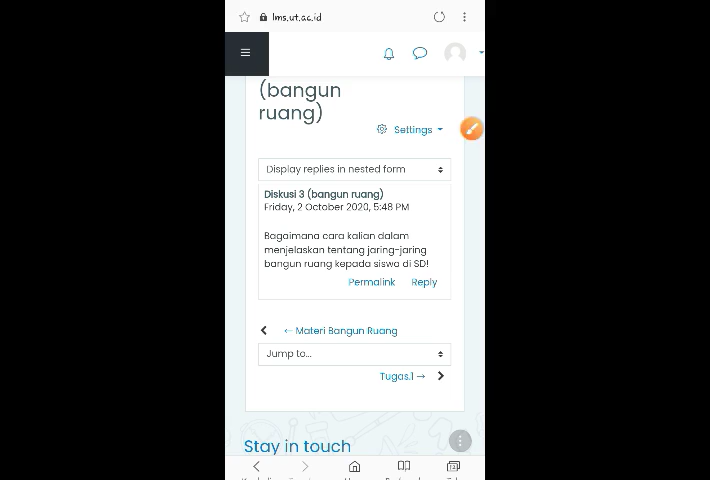 lms.ut.ac.id
(bangun
ruang)
Settings
Display replies in nested form
Diskusi 3 (bangun ruang)
Friday, 2 October 2020, 5:48 PM
Bagaimana cara kalian dalam
menjelaskan tentang jaring-jaring
bangun ruang kepada siswa di SD!
Permalink Reply
← Materi Bangun Ruang
Jump to...
Tugas.1 →
Stay in touch